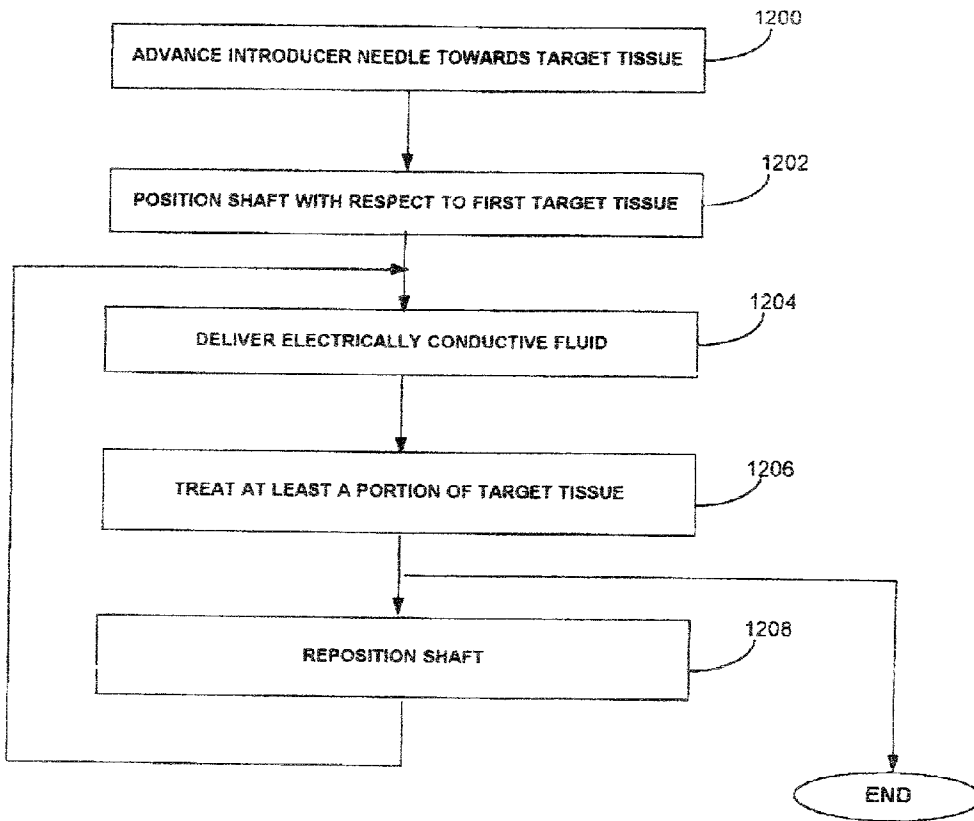 1200
ADVANCE INTRODUCER NEEDLE TOWARDS TARGET TISSUE
1202
POSITION SHAFT WITH RESPECT TO FIRST TARGET TISSUE
1204
DELIVER ELECTRICALLY CONDUCTIVE FLUID
1206
TREAT AT LEAST A PORTION OF TARGET TISSUE
1208
REPOSITION SHAFT
END